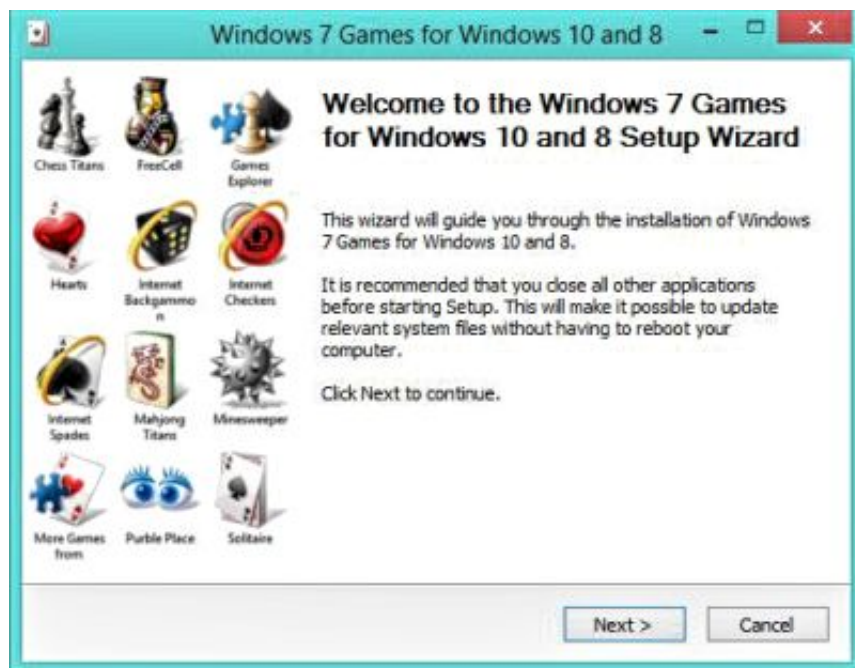 Windows 7 Games for Windows 10 and 8
Chess Titans
FreeCell
Games
Explorer
Hearts
Internet
Backgammo
n
Internet
Checkers
Internet
Spades
Mahjong
Titans
Minesweeper
More Games
from
Purble Place
Solitaire
Welcome to the Windows 7 Games
for Windows 10 and 8 Setup Wizard
This wizard will guide you through the installation of Windows
7 Games for Windows 10 and 8.
It is recommended that you close all other applications
before starting Setup. This will make it possible to update
relevant system files without having to reboot your
computer.
Click Next to continue.
Next >
Cancel